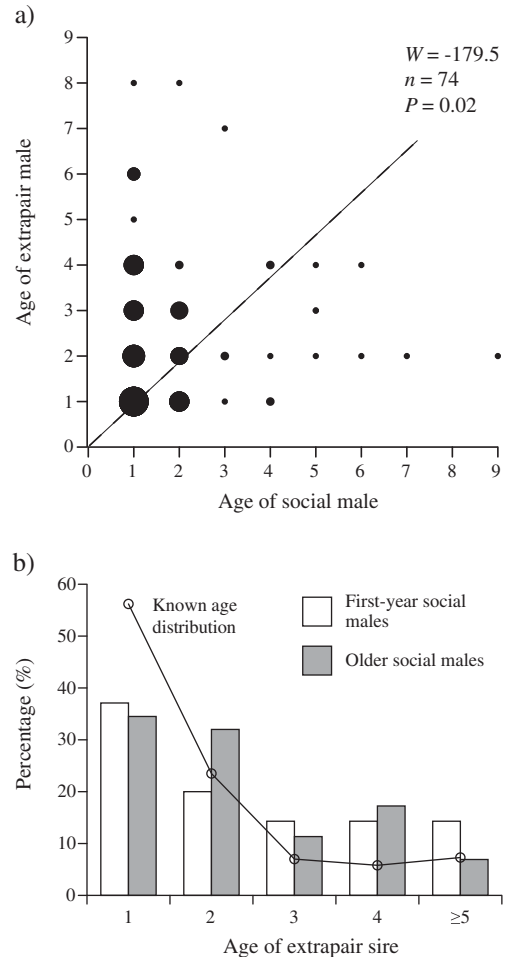 a)
W = -179.5
n = 74
P = 0.02
9
8
7
6
5
4
3
2
1
0
Age of extrapair male
0 1 2 3 4 5 6 7 8 9
Age of social male
b)
60
50
40
30
20
10
0
Percentage (%)
Known age
distribution
First-year social
males
Older social males
1 2 3 4 ≥5
Age of extrapair sire